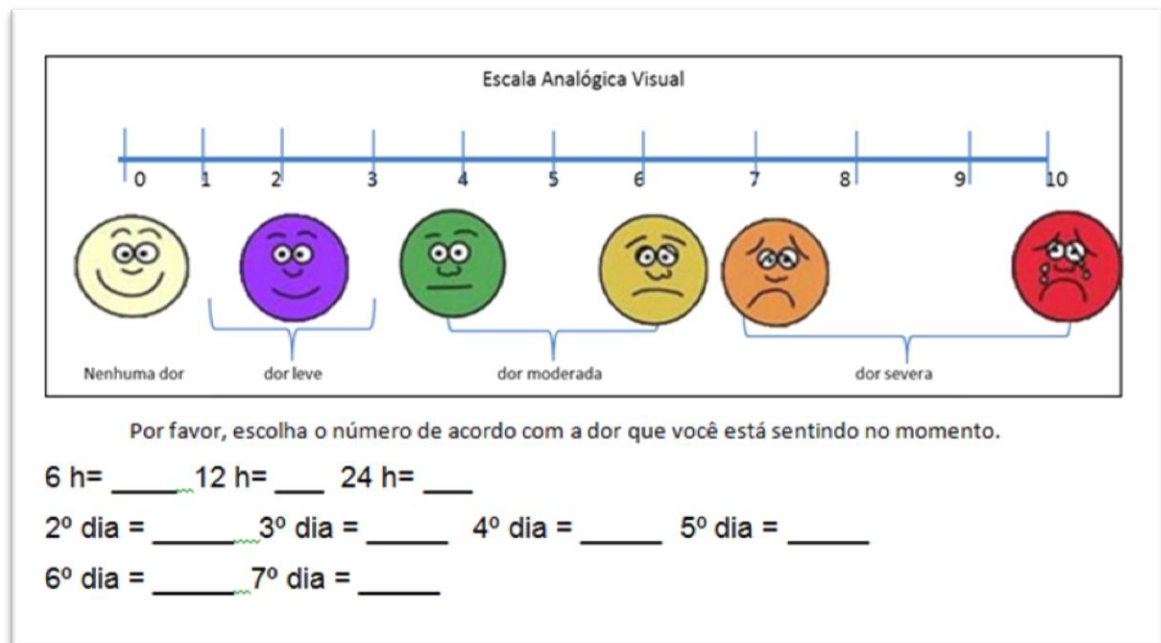 Escala Analógica Visual
0 1 2 3 4 5 6 7 8 9 10
Nenhuma dor dor leve dor moderada dor severa
Por favor, escolha o número de acordo com a dor que você está sentindo no momento.
6 h= _____ 12 h= ___ 24 h= ___
2º dia = _____ 3º dia = _____ 4º dia = _____ 5º dia = _____
6º dia = _____ 7º dia = _____